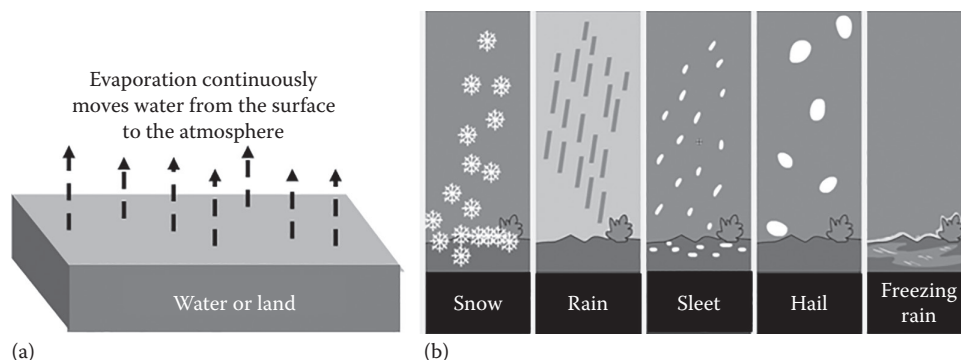 Evaporation continuously
moves water from the surface
to the atmosphere
Water or land
(a)
Snow
Rain
Sleet
Hail
Freezing
rain
(b)